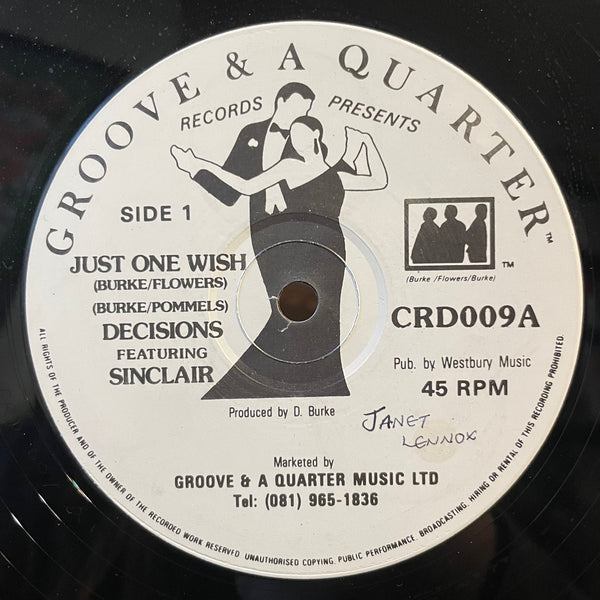 GROOVE & A QUARTER™
RECORDS PRESENTS
SIDE 1
JUST ONE WISH
(BURKE/FLOWERS)
(BURKE/POMMELS)
DECISIONS
FEATURING
SINCLAIR
TM
(Burke /Flowers/Burke)
CRD009A
Pub. by Westbury Music
45 RPM
Produced by D. Burke
JANET
LENNOX
Marketed by
GROOVE & A QUARTER MUSIC LTD
Tel: (081) 965-1836
ALL RIGHTS OF THE PRODUCER AND OF THE OWNER OF THE RECORDED WORK RESERVED. UNAUTHORISED COPYING, PUBLIC PERFORMANCE, BROADCASTING, HIRING OR RENTAL OF THIS RECORDING PROHIBITED.